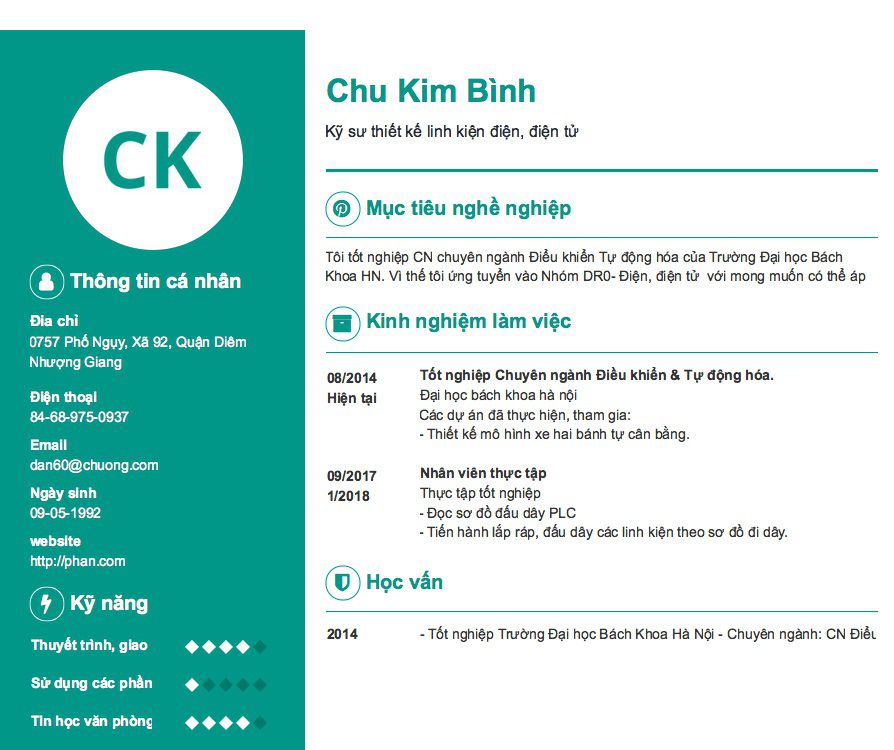 CK
Thông tin cá nhân
Địa chỉ
0757 Phố Ngụy, Xã 92, Quận Diêm
Nhượng Giang
Điện thoại
84-68-975-0937
Email
dan60@chuong.com
Ngày sinh
09-05-1992
website
http://phan.com
Kỹ năng
Thuyết trình, giao
Sử dụng các phần
Tin học văn phòng
Chu Kim Bình
Kỹ sư thiết kế linh kiện điện, điện tử
Mục tiêu nghề nghiệp
Tôi tốt nghiệp CN chuyên ngành Điều khiển Tự động hóa của Trường Đại học Bách
Khoa HN. Vì thế tôi ứng tuyển vào Nhóm DR0- Điện, điện tử với mong muốn có thể áp
Kinh nghiệm làm việc
08/2014
Hiện tại
Tốt nghiệp Chuyên ngành Điều khiển & Tự động hóa.
Đại học bách khoa hà nội
Các dự án đã thực hiện, tham gia:
- Thiết kế mô hình xe hai bánh tự cân bằng.
09/2017
1/2018
Nhân viên thực tập
Thực tập tốt nghiệp
- Đọc sơ đồ đấu dây PLC
- Tiến hành lắp ráp, đấu dây các linh kiện theo sơ đồ đi dây.
Học vấn
2014
- Tốt nghiệp Trường Đại học Bách Khoa Hà Nội - Chuyên ngành: CN Điều